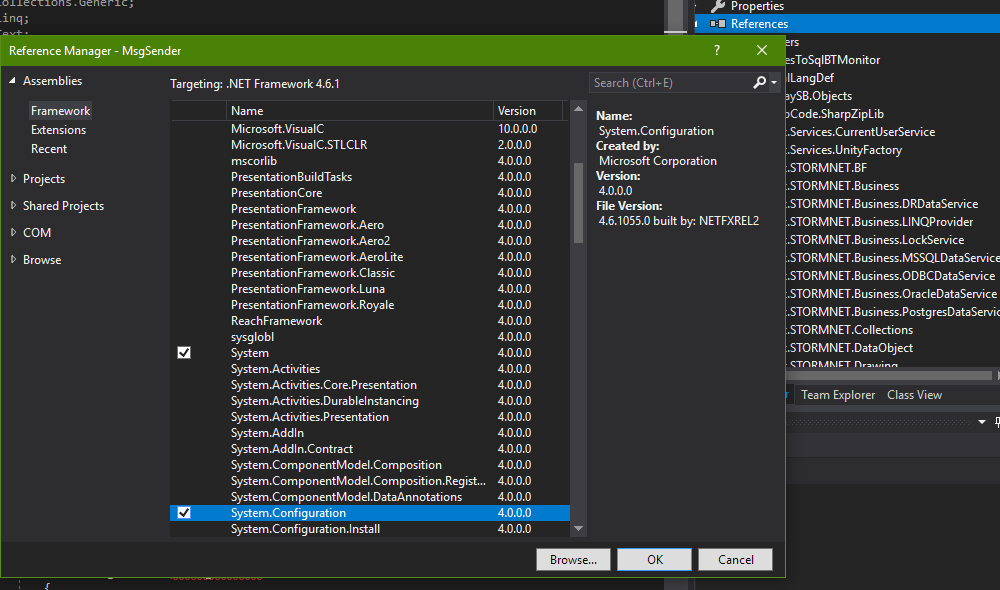 Collections.Generic;
Linq;
Text;
Properties
References
Reference Manager - MsgSender
?
Assemblies
Framework
Extensions
Recent
Projects
Shared Projects
COM
Browse
Targeting: .NET Framework 4.6.1
Search (Ctrl+E)
Name Version
Microsoft.VisualC 10.0.0.0
Microsoft.VisualC.STLCLR 2.0.0.0
mscorlib 4.0.0.0
PresentationBuildTasks 4.0.0.0
PresentationCore 4.0.0.0
PresentationFramework 4.0.0.0
PresentationFramework.Aero 4.0.0.0
PresentationFramework.Aero2 4.0.0.0
PresentationFramework.AeroLite 4.0.0.0
PresentationFramework.Classic 4.0.0.0
PresentationFramework.Luna 4.0.0.0
PresentationFramework.Royale 4.0.0.0
ReachFramework 4.0.0.0
sysglobl 4.0.0.0
System 4.0.0.0
System.Activities 4.0.0.0
System.Activities.Core.Presentation 4.0.0.0
System.Activities.DurableInstancing 4.0.0.0
System.Activities.Presentation 4.0.0.0
System.AddIn 4.0.0.0
System.AddIn.Contract 4.0.0.0
System.ComponentModel.Composition 4.0.0.0
System.ComponentModel.Composition.Regist... 4.0.0.0
System.ComponentModel.DataAnnotations 4.0.0.0
System.Configuration 4.0.0.0
System.Configuration.Install 4.0.0.0
Name:
System.Configuration
Created by:
Microsoft Corporation
Version:
4.0.0.0
File Version:
4.6.1055.0 built by: NETFXREL2
Browse...
OK
Cancel
ers
esToSqlBTMonitor
lLangDef
aySB.Objects
pCode.SharpZipLib
.Services.CurrentUserService
.Services.UnityFactory
.STORMNET.BF
.STORMNET.Business
.STORMNET.Business.DRDataService
.STORMNET.Business.LINQProvider
.STORMNET.Business.LockService
.STORMNET.Business.MSSQLDataService
.STORMNET.Business.ODBCDataService
.STORMNET.Business.OracleDataService
.STORMNET.Business.PostgresDataService
.STORMNET.Collections
.STORMNET.DataObject
.STORMNET.Drawing
Team Explorer
Class View
{